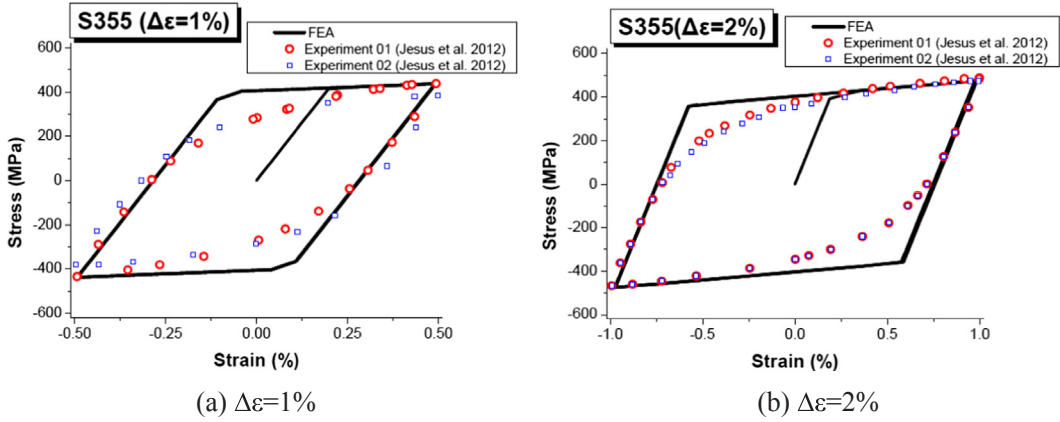 S355 (Δε=1%)
FEA
Experiment 01 (Jesus et al. 2012)
Experiment 02 (Jesus et al. 2012)
Stress (MPa)
600
400
200
0
-200
-400
-600
-0.50
-0.25
0.00
0.25
0.50
Strain (%)
(a) Δε=1%
S355(Δε=2%)
FEA
Experiment 01 (Jesus et al. 2012)
Experiment 02 (Jesus et al. 2012)
Stress (MPa)
600
400
200
0
-200
-400
-600
-1.0
-0.5
0.0
0.5
1.0
Strain (%)
(b) Δε=2%